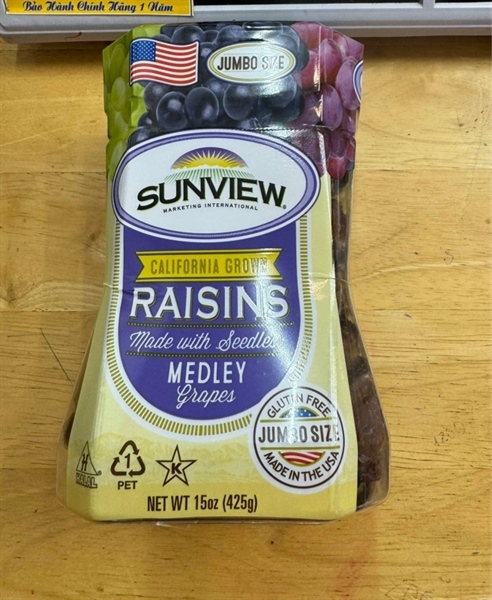 Bảo Hành Chính Hãng 1 Năm
JUMBO SIZE
SUNVIEW®
MARKETING INTERNATIONAL
CALIFORNIA GROWN
RAISINS
Made with Seedless
MEDLEY
Grapes
GLUTEN FREE
JUMBO SIZE
MADE IN THE USA
H
HALAL
1
PET
K
NET WT 15oz (425g)